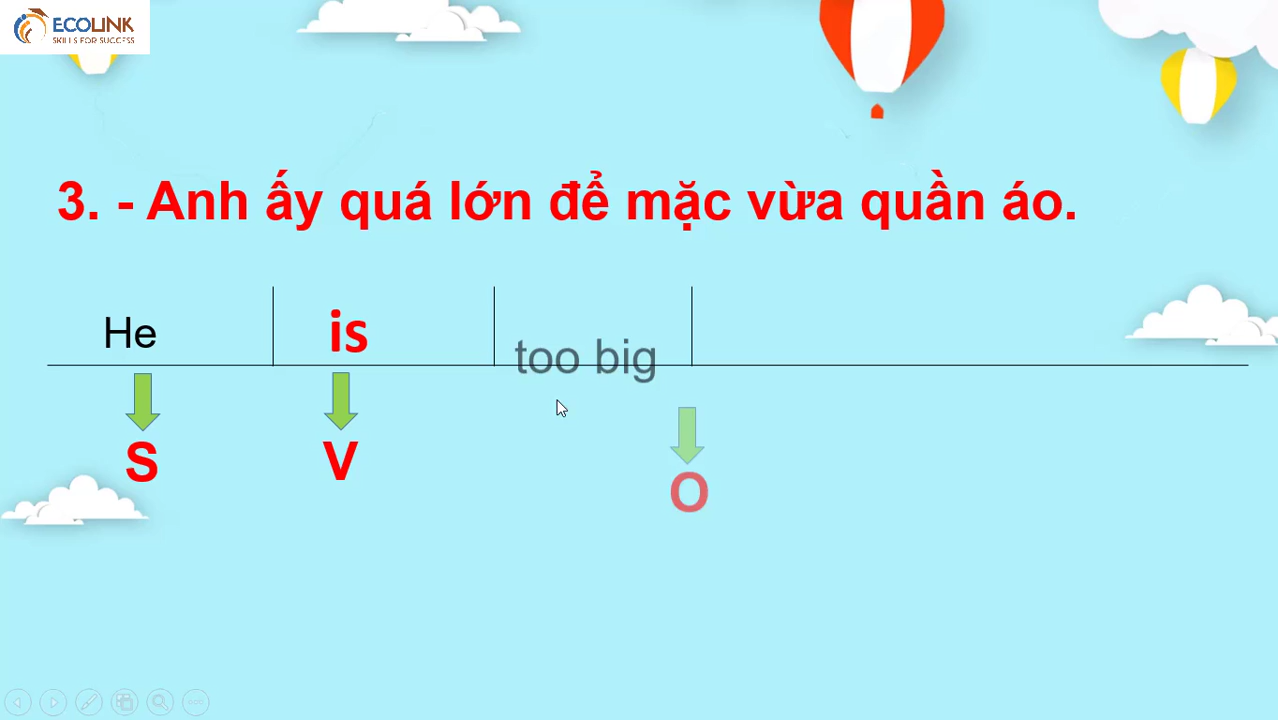 ECOLINK
SKILLS FOR SUCCESS
3. - Anh ấy quá lớn để mặc vừa quần áo.
He is too big
S V O